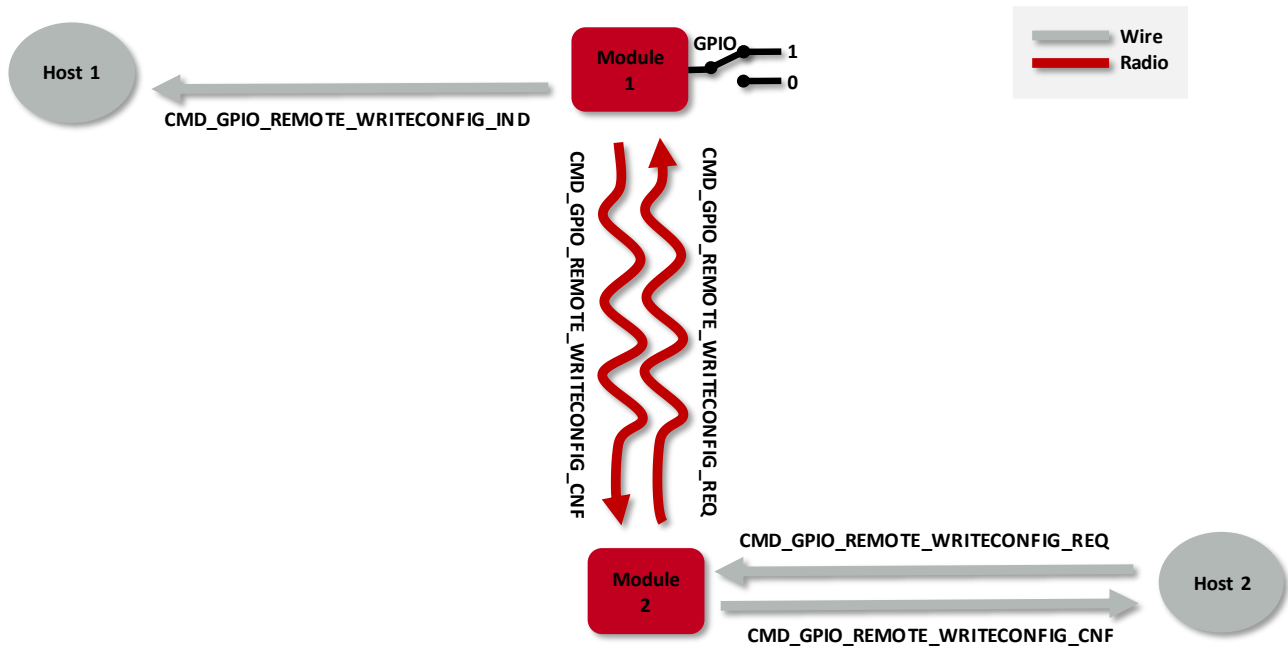 Host 1
CMD_GPIO_REMOTE_WRITECONFIG_IND
Module
1
GPIO
1
0
Wire
Radio
CMD_GPIO_REMOTE_WRITECONFIG_CNF
CMD_GPIO_REMOTE_WRITECONFIG_REQ
Module
2
CMD_GPIO_REMOTE_WRITECONFIG_REQ
CMD_GPIO_REMOTE_WRITECONFIG_CNF
Host 2